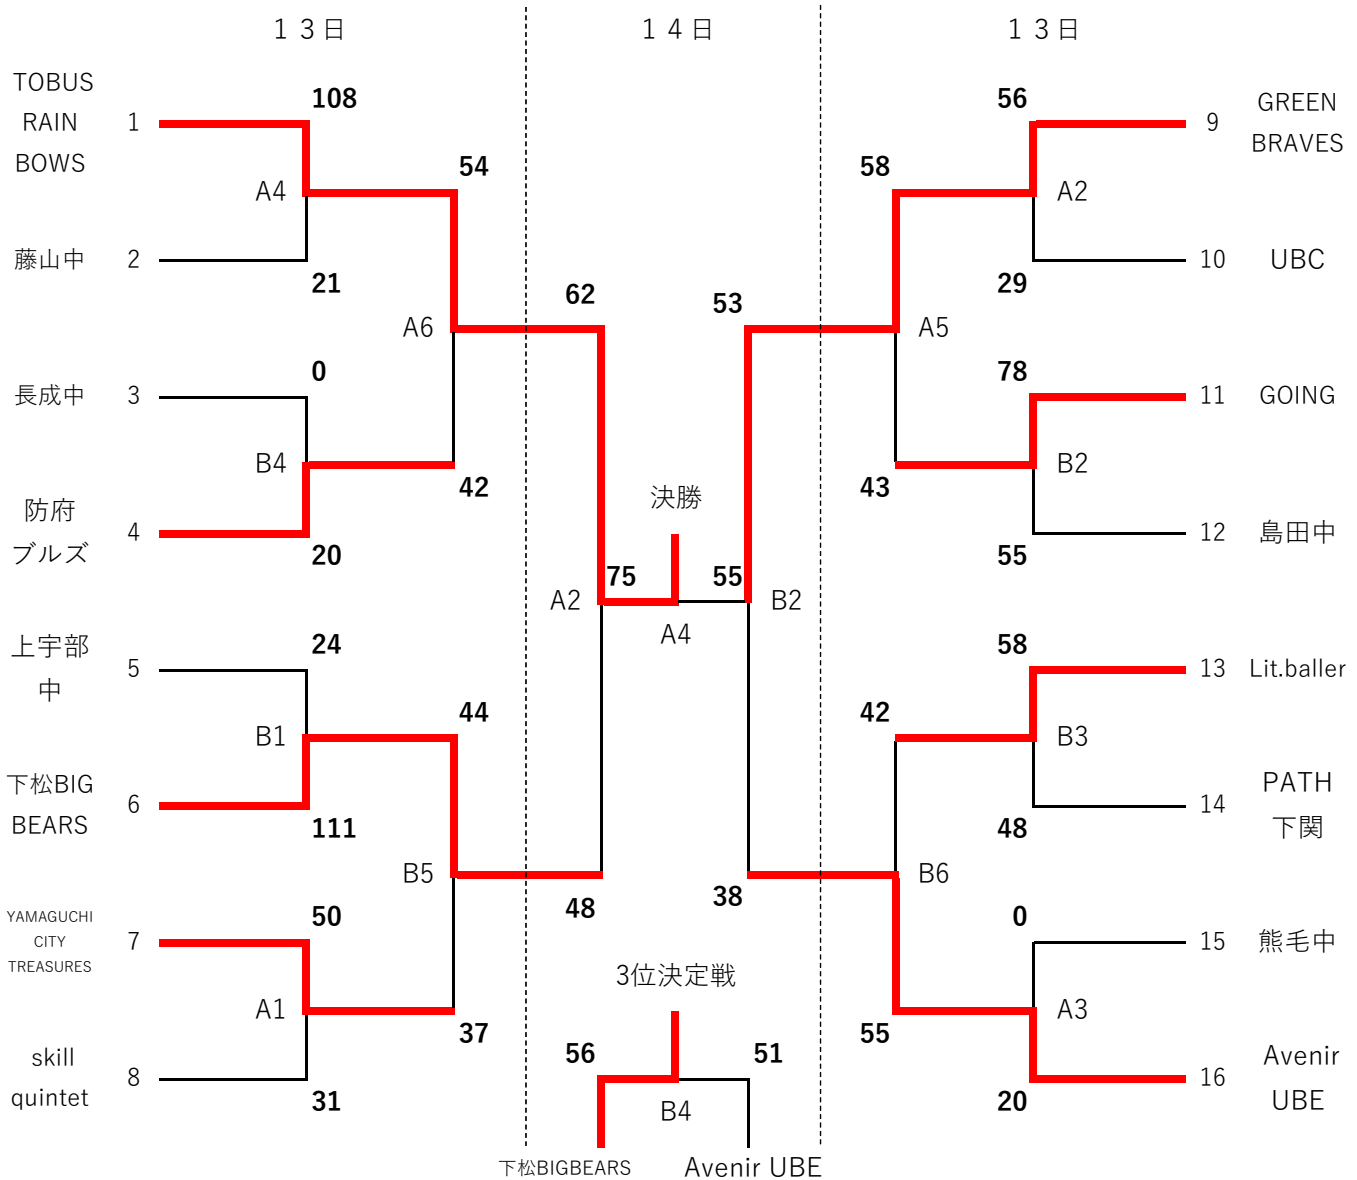 １３日
１４日
１３日
TOBUS
RAIN
BOWS
1
108
A4
藤山中
2
21
54
A6
長成中
3
0
B4
防府
ブルズ
4
20
42
上宇部
中
5
24
B1
下松BIG
BEARS
6
111
44
B5
YAMAGUCHI
CITY
TREASURES
7
50
A1
skill
quintet
8
31
37
62
A2
48
決勝
75
55
A4
53
B2
38
3位決定戦
56
51
B4
下松BIGBEARS
Avenir UBE
56
9
GREEN
BRAVES
A2
10
UBC
29
58
A5
78
11
GOING
B2
12
島田中
55
43
58
13
Lit.baller
B3
14
PATH
下関
48
42
B6
0
15
熊毛中
A3
16
Avenir
UBE
20
55